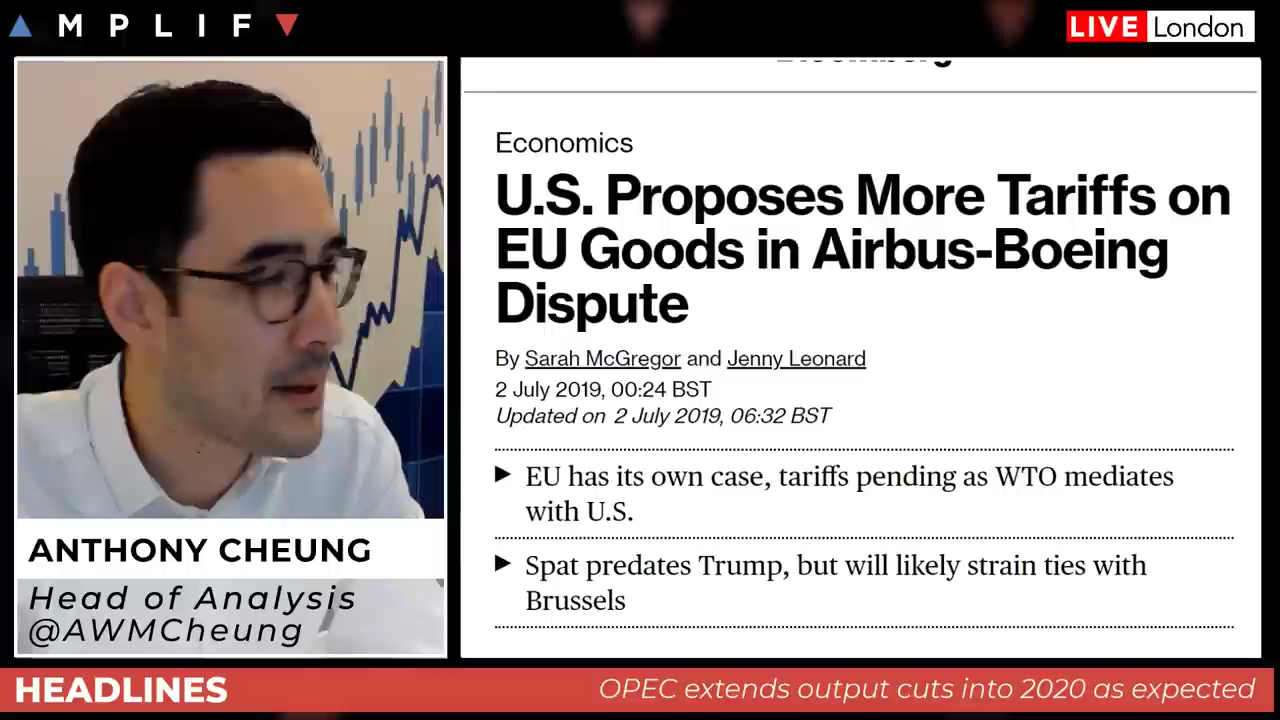 MPLIF
LIVE London
Economics
U.S. Proposes More Tariffs on
EU Goods in Airbus-Boeing
Dispute
By Sarah McGregor and Jenny Leonard
2 July 2019, 00:24 BST
Updated on 2 July 2019, 06:32 BST
► EU has its own case, tariffs pending as WTO mediates
with U.S.
► Spat predates Trump, but will likely strain ties with
Brussels
ANTHONY CHEUNG
Head of Analysis
@AWMCheung
HEADLINES
OPEC extends output cuts into 2020 as expected